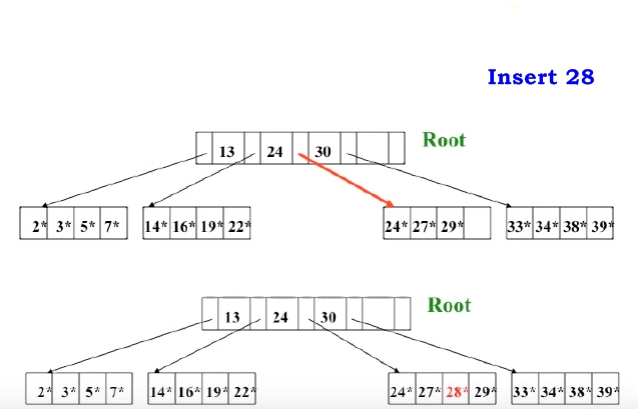 Insert 28
Root
13 24 30
2* 3* 5* 7* 14* 16* 19* 22* 24* 27* 29* 33* 34* 38* 39*
Root
13 24 30
2* 3* 5* 7* 14* 16* 19* 22* 24* 27* 28* 29* 33* 34* 38* 39*